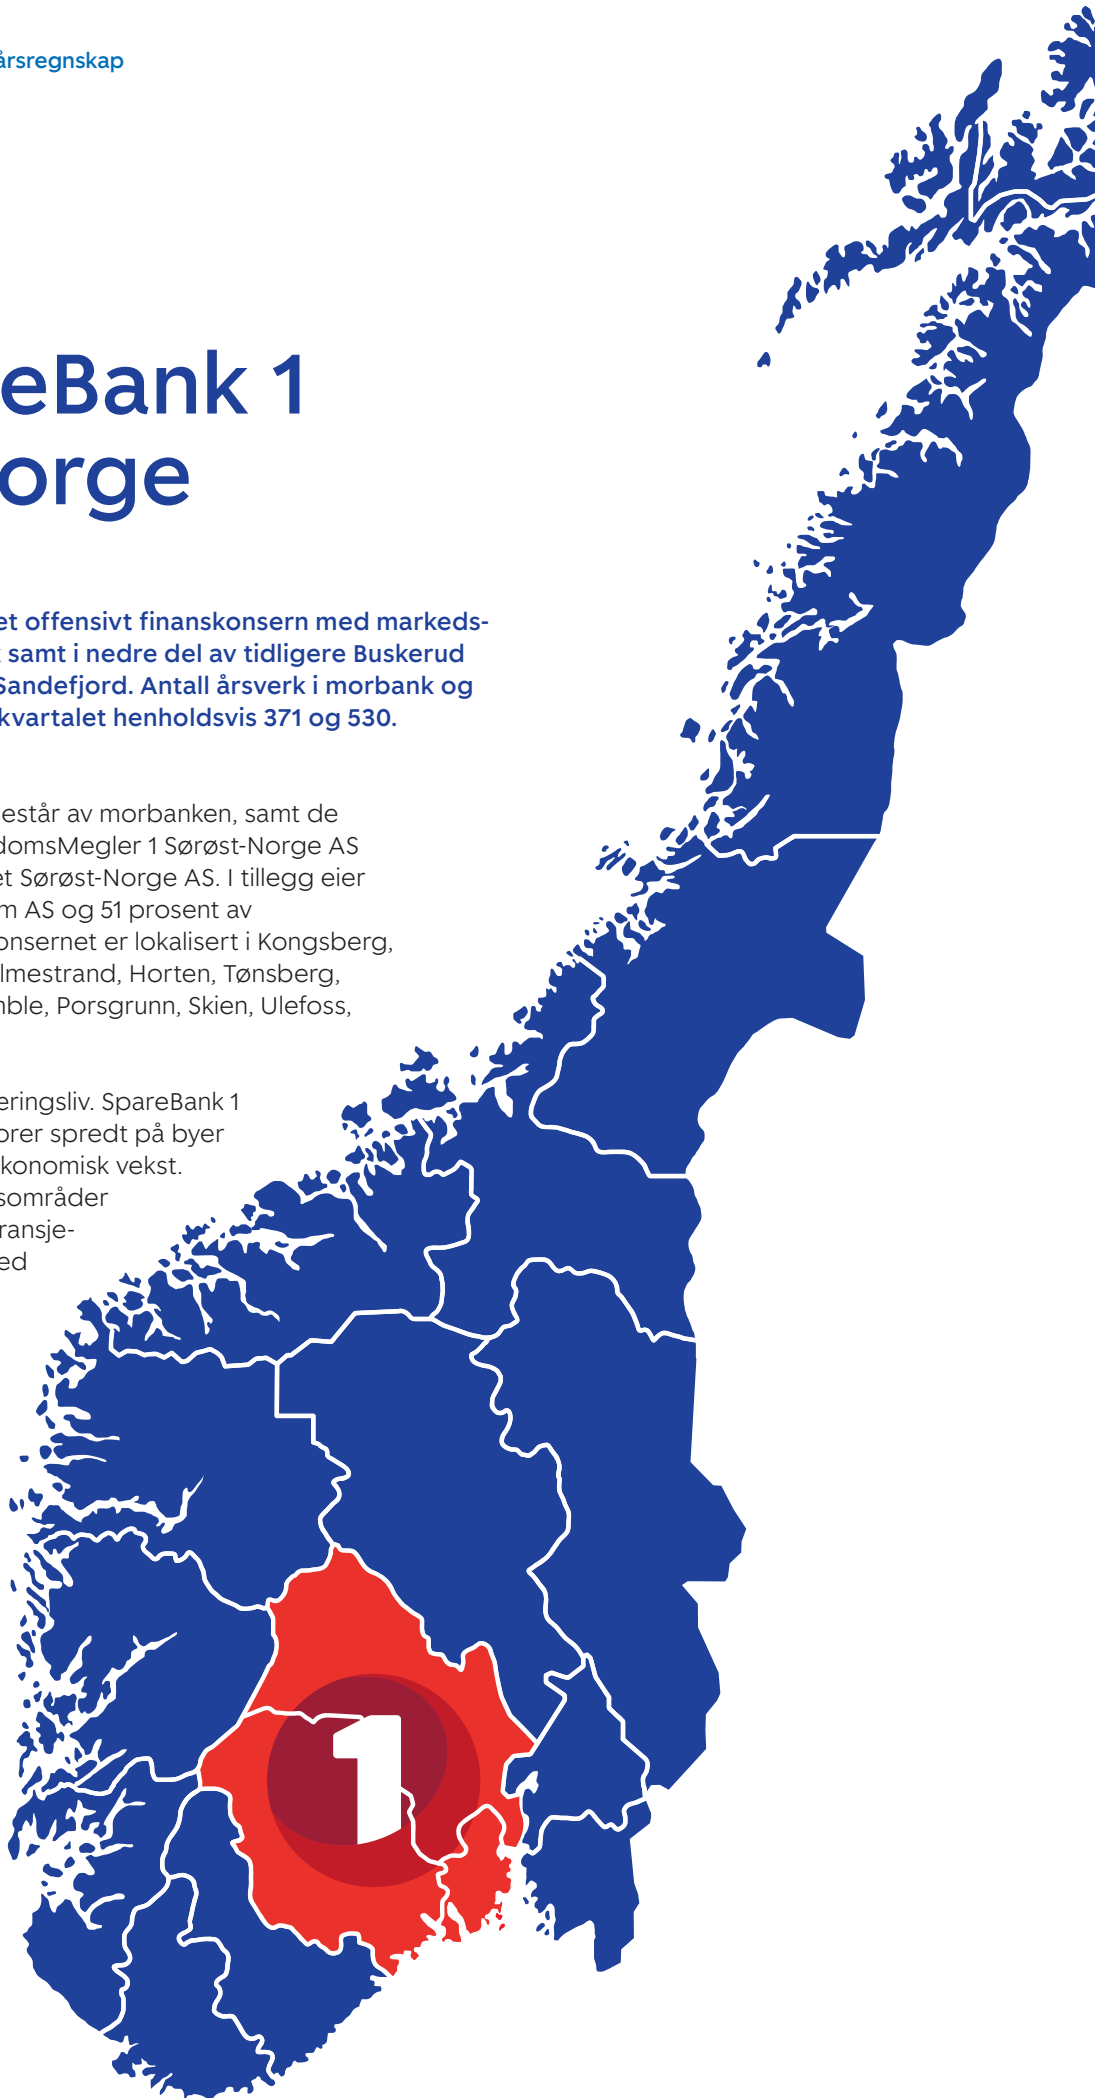 årsregnskap
eBank 1
orge
et offensivt finanskonsern med markeds-
samt i nedre del av tidligere Buskerud
Sandefjord. Antall årsverk i morbank og
kvartalet henholdsvis 371 og 530.
estår av morbanken, samt de
domsMegler 1 Sørøst-Norge AS
et Sørøst-Norge AS. I tillegg eier
m AS og 51 prosent av
onsernet er lokalisert i Kongsberg,
lmestrand, Horten, Tønsberg,
mble, Porsgrunn, Skien, Ulefoss,
eringsliv. SpareBank 1
orer spredt på byer
økonomisk vekst.
sområder
ransje-
ed
1